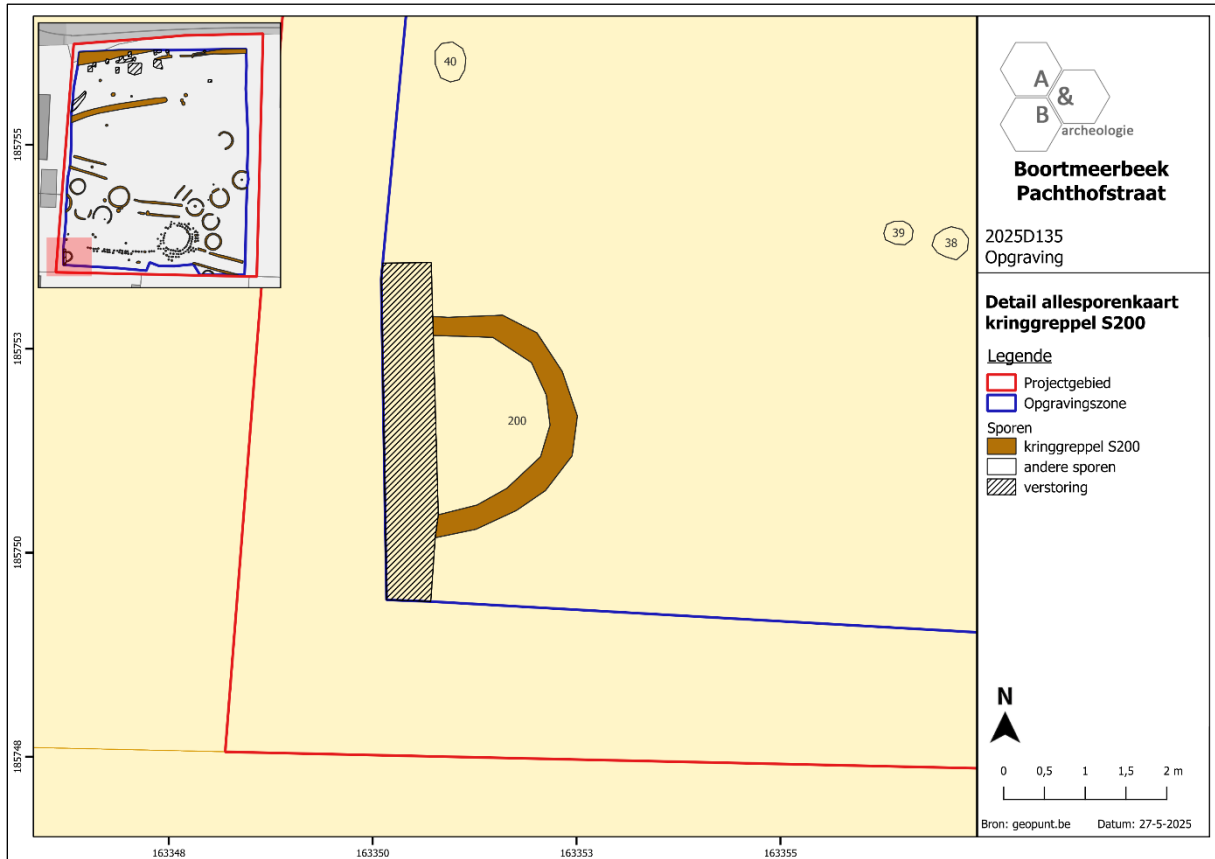 40
39
38
200
185755
185753
185750
185748
163348
163350
163353
163355
A
&
B
archeologie
Boortmeerbeek
Pachthofstraat
2025D135
Opgraving
Detail allesporenkaart
kringgreppel S200
Legende
Projectgebied
Opgravingszone
Sporen
kringgreppel S200
andere sporen
verstoring
N
0 0,5 1 1,5 2 m
Bron: geopunt.be Datum: 27-5-2025